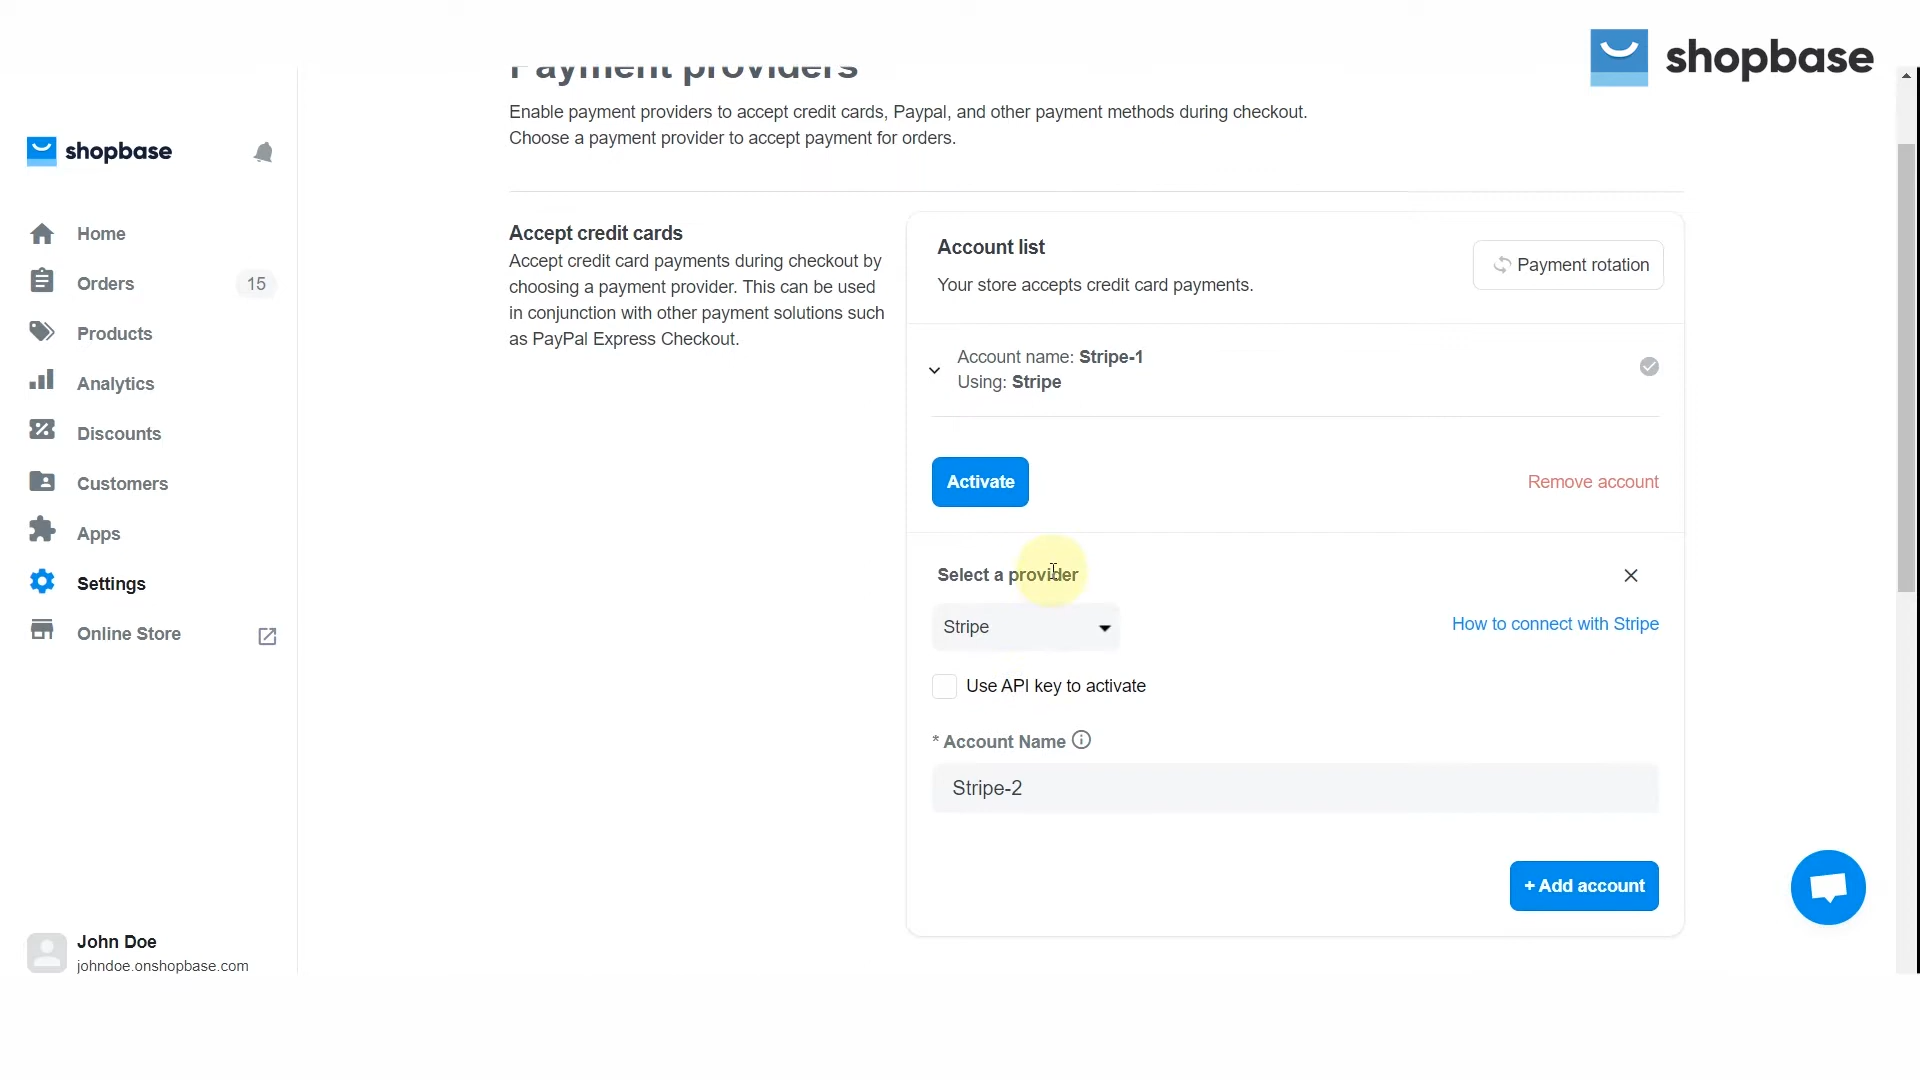 shopbase
Payment providers
Enable payment providers to accept credit cards, Paypal, and other payment methods during checkout.
Choose a payment provider to accept payment for orders.
shopbase
Home
Orders
15
Products
Analytics
Discounts
Customers
Apps
Settings
Online Store
John Doe
johndoe.onshopbase.com
Accept credit cards
Accept credit card payments during checkout by
choosing a payment provider. This can be used
in conjunction with other payment solutions such
as PayPal Express Checkout.
Account list
Your store accepts credit card payments.
Payment rotation
Account name: Stripe-1
Using: Stripe
Activate
Remove account
Select a provider
Stripe
How to connect with Stripe
Use API key to activate
* Account Name
Stripe-2
+ Add account